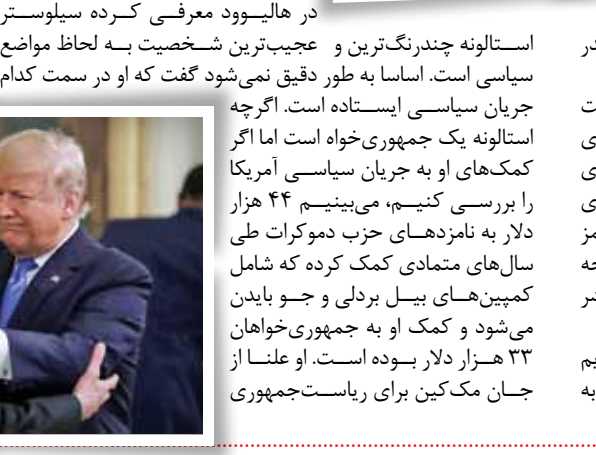 در هالیوود معرفی کرده سیلوستر
استالونه چندرنگ‌ترین و عجیب‌ترین شخصیت به لحاظ مواضع
سیاسی است. اساسا به طور دقیق نمی‌شود گفت که او در سمت کدام
جریان سیاسی ایستاده است. اگرچه
استالونه یک جمهوری‌خواه است اما اگر
کمک‌های او به جریان سیاسی آمریکا
را بررسی کنیم، می‌بینیم ۴۴ هزار
دلار به نامزدهای حزب دموکرات طی
سال‌های متمادی کمک کرده که شامل
کمپین‌های بیل بردلی و جو بایدن
می‌شود و کمک او به جمهوری‌خواهان
۳۳ هزار دلار بوده است. او علنا از
جان مک‌کین برای ریاست‌جمهوری